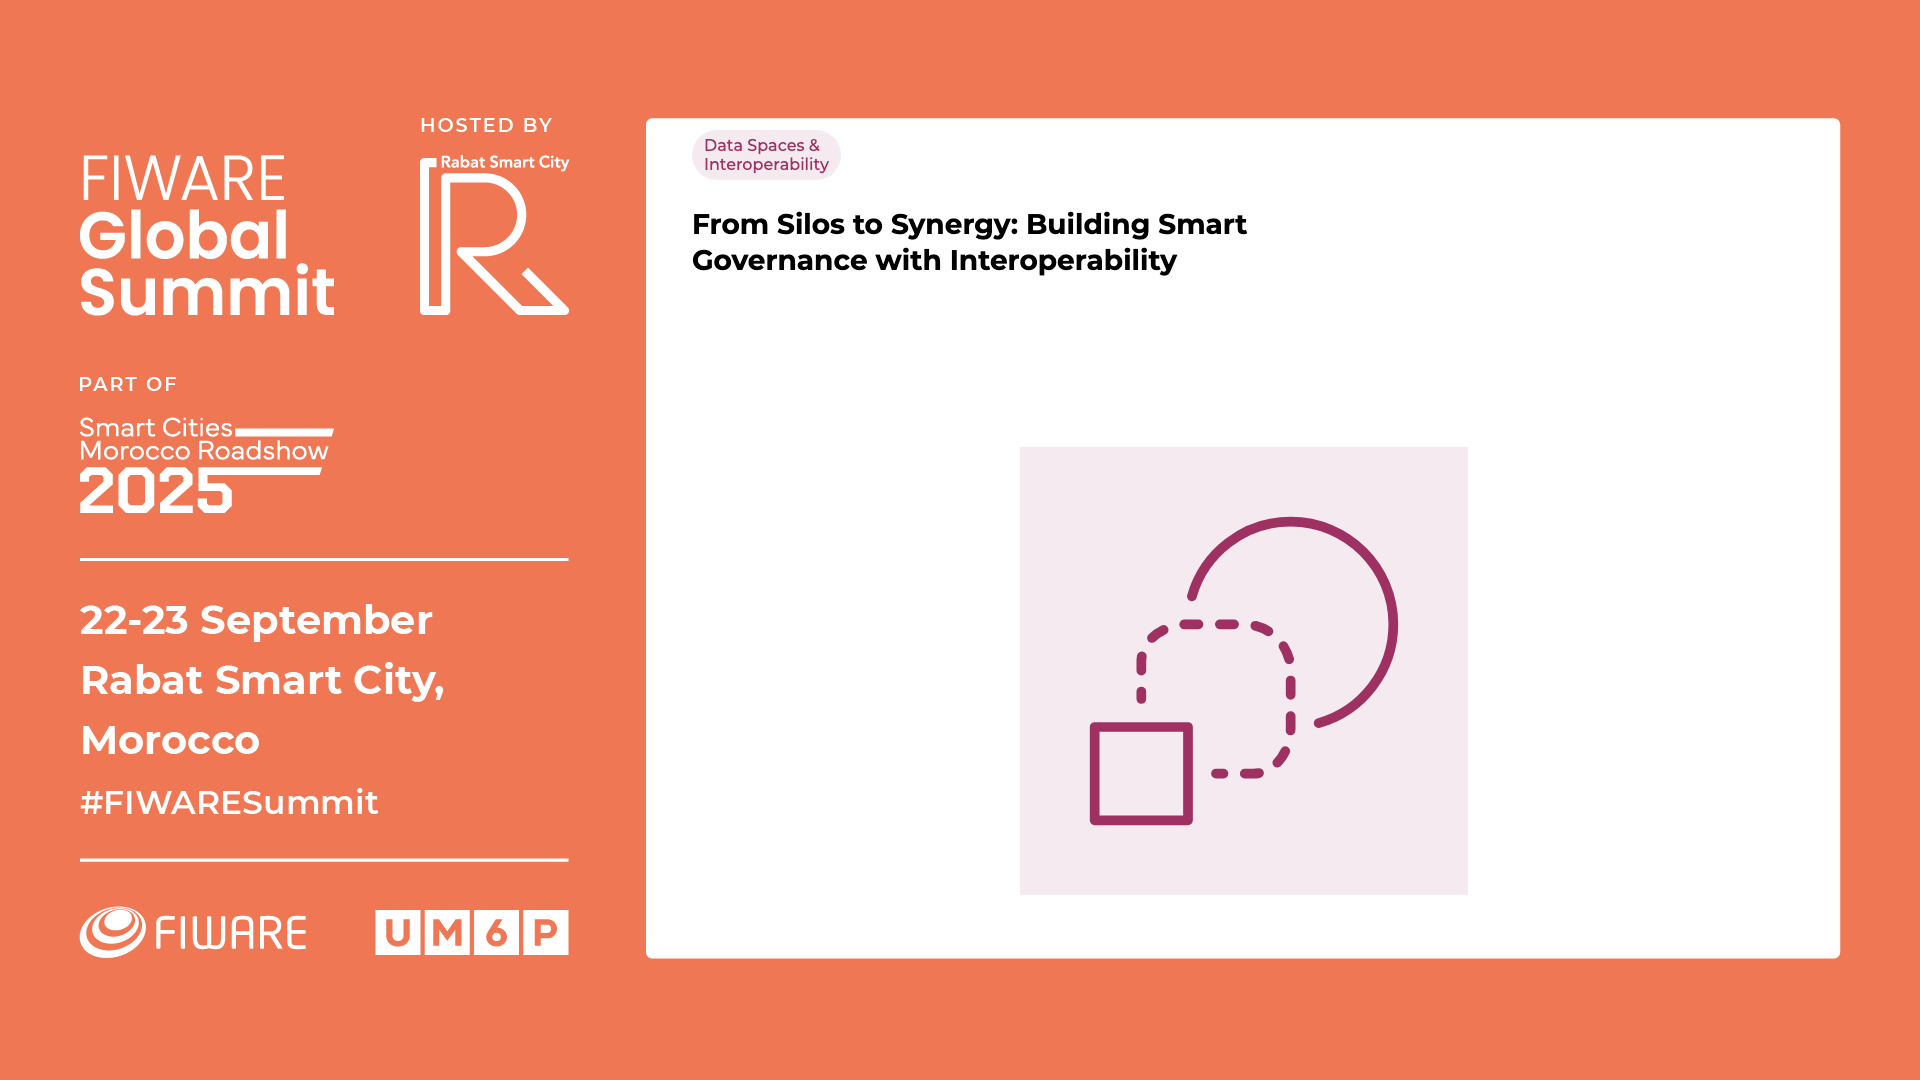 FIWARE
Global
Summit
HOSTED BY
Rabat Smart City
R
PART OF
Smart Cities
Morocco Roadshow
2025
22-23 September
Rabat Smart City,
Morocco
#FIWARESummit
FIWARE
UM6P
Data Spaces &
Interoperability
From Silos to Synergy: Building Smart
Governance with Interoperability